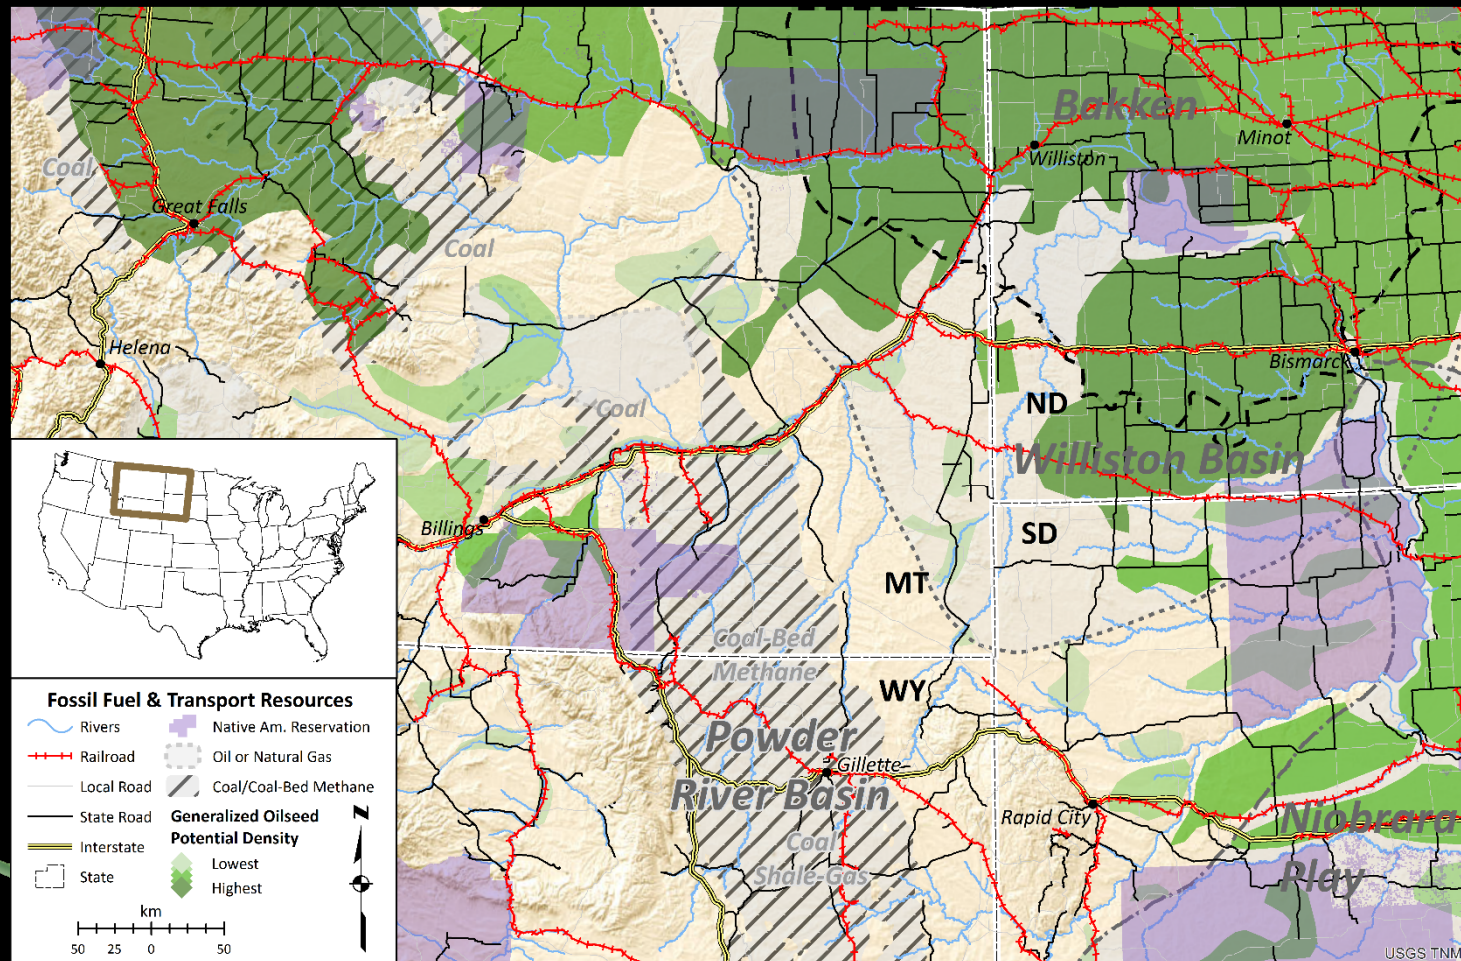 Bakken
Minot
Williston
Coal
Great Falls
Coal
Helena
Bismarck
Coal
ND
Williston Basin
Billings
SD
MT
Coal-Bed
Methane
WY
Powder
River Basin
Gillette
Rapid City
Niobrara
Play
Coal
Shale-Gas
Fossil Fuel & Transport Resources
Rivers
Railroad
Local Road
State Road
Interstate
State
Native Am. Reservation
Oil or Natural Gas
Coal/Coal-Bed Methane
Generalized Oilseed
Potential Density
Lowest
Highest
N
km
50 25 0 50
USGS TNM